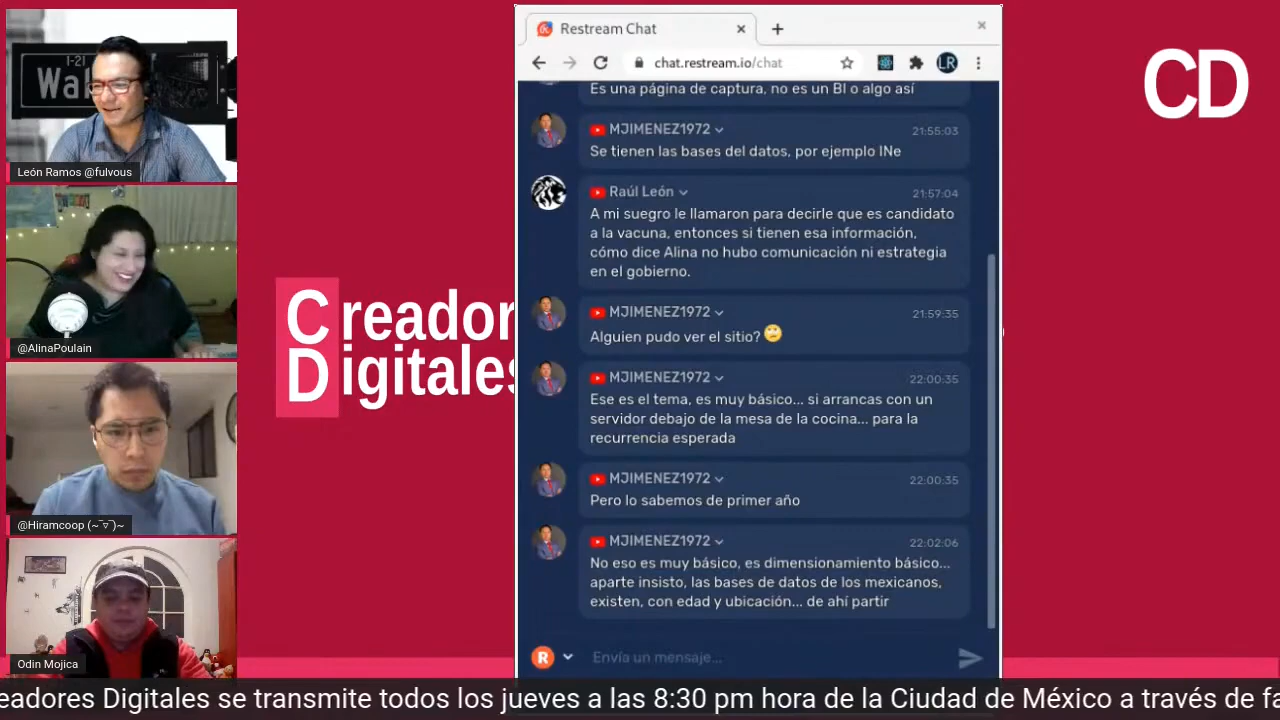 1-21
Wal
León Ramos @fulvous
@AlinaPoulain
@Hiramcoop (~‾▿‾)~
Odin Mojica
Creador
Digitales
CD
Restream Chat
chat.restream.io/chat
LR
Es una página de captura, no es un BI o algo así
MJIMENEZ1972
21:55:03
Se tienen las bases del datos, por ejemplo INe
Raúl León
21:57:04
A mi suegro le llamaron para decirle que es candidato
a la vacuna, entonces si tienen esa información,
cómo dice Alina no hubo comunicación ni estrategia
en el gobierno.
MJIMENEZ1972
21:59:35
Alguien pudo ver el sitio? 🙄
MJIMENEZ1972
22:00:35
Ese es el tema, es muy básico... si arrancas con un
servidor debajo de la mesa de la cocina... para la
recurrencia esperada
MJIMENEZ1972
22:00:35
Pero lo sabemos de primer año
MJIMENEZ1972
22:02:06
No eso es muy básico, es dimensionamiento básico...
aparte insisto, las bases de datos de los mexicanos,
existen, con edad y ubicación... de ahí partir
R
Envía un mensaje...
eadores Digitales se transmite todos los jueves a las 8:30 pm hora de la Ciudad de México a través de fa